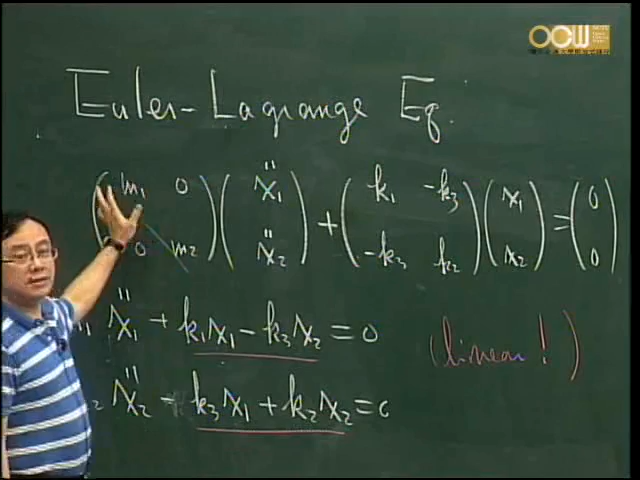 OCW
Euler-Lagrange Eq.
(m₁ 0; 0 m₂)(ẍ₁; ẍ₂) + (k₁ -k₃; -k₃ k₂)(x₁; x₂) = (0; 0)
ẍ₁ + k₁x₁ - k₃x₂ = 0
(linear!)
₂ ẍ₂ - k₃x₁ + k₂x₂ = 0